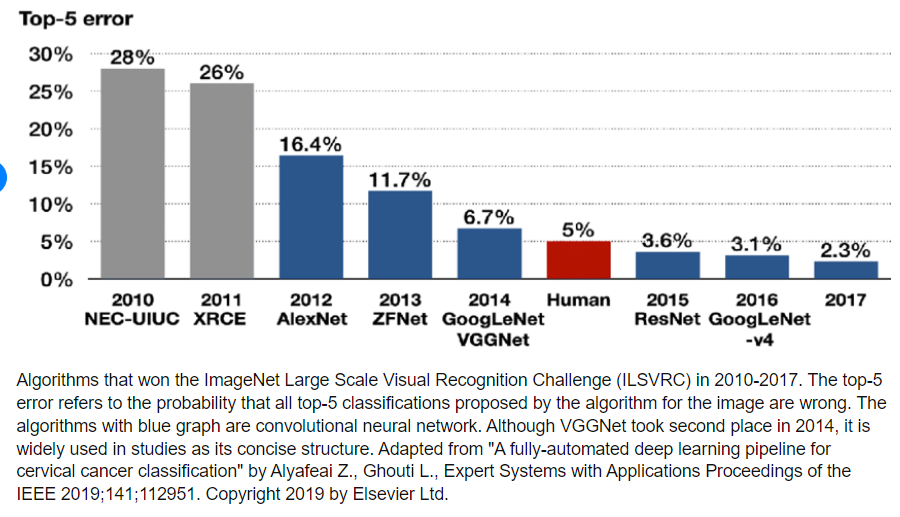 Top-5 error
30%
25%
20%
15%
10%
5%
0%
28%
26%
16.4%
11.7%
6.7%
5%
3.6%
3.1%
2.3%
2010 2011 2012 2013 2014 Human 2015 2016 2017
NEC-UIUC XRCE AlexNet ZFNet GoogLeNet ResNet GoogLeNet
VGGNet -v4
Algorithms that won the ImageNet Large Scale Visual Recognition Challenge (ILSVRC) in 2010-2017. The top-5
error refers to the probability that all top-5 classifications proposed by the algorithm for the image are wrong. The
algorithms with blue graph are convolutional neural network. Although VGGNet took second place in 2014, it is
widely used in studies as its concise structure. Adapted from "A fully-automated deep learning pipeline for
cervical cancer classification" by Alyafeai Z., Ghouti L., Expert Systems with Applications Proceedings of the
IEEE 2019;141;112951. Copyright 2019 by Elsevier Ltd.